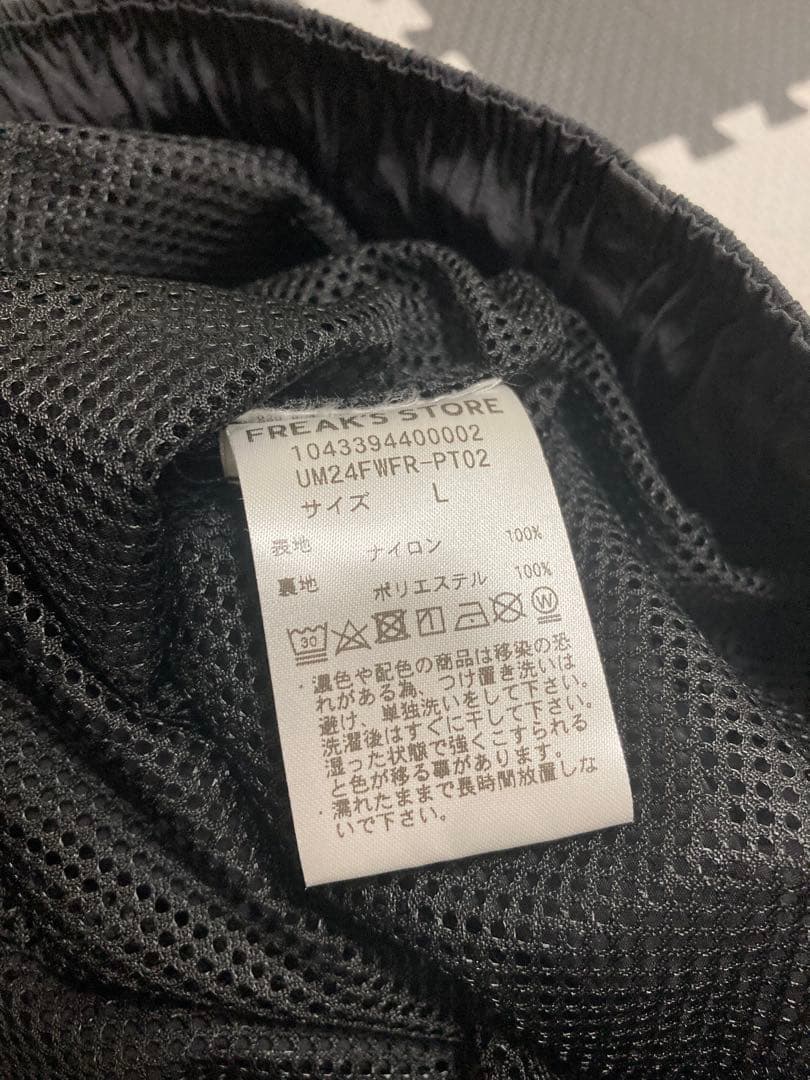 FREAK'S STORE
1043394400002
UM24FWFR-PT02
サイズ L
表地 ナイロン 100%
裏地 ポリエステル 100%
30 W
・濃色や配色の商品は移染の恐
れがある為、つけ置き洗いは
避け、単独洗いをして下さい。
洗濯後はすぐに干して下さい。
湿った状態で強くこすられる
と色が移る事があります。
・濡れたままで長時間放置しな
いで下さい。